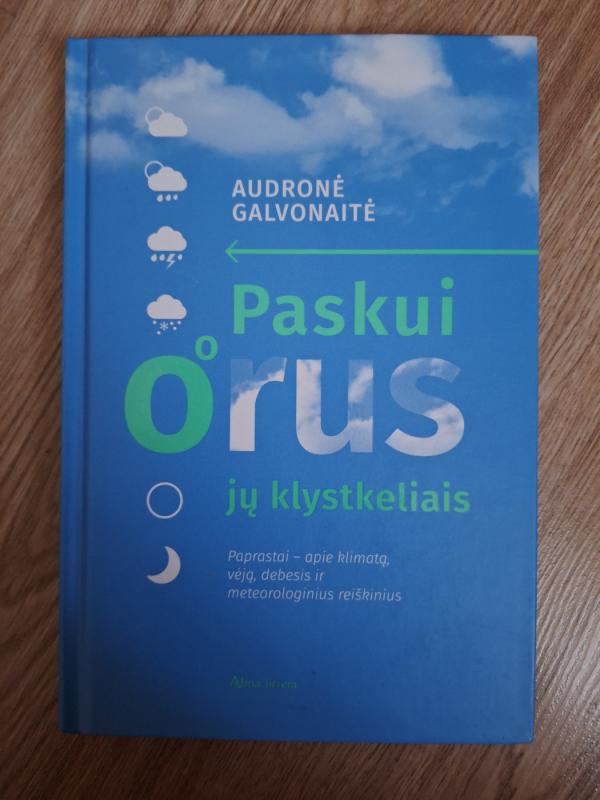 AUDRONĖ
GALVONAITĖ
Paskui
orus
jų klystkeliais
Paprastai – apie klimatą,
vėją, debesis ir
meteorologinius reiškinius
Alma littera